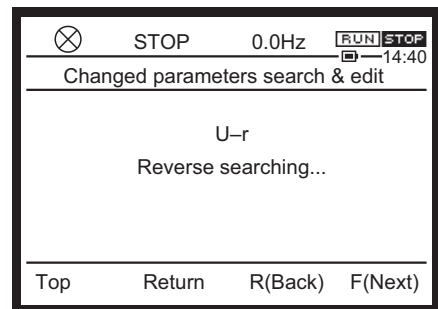 STOP 0.0Hz RUN STOP
14:40
Changed parameters search & edit
U–r
Reverse searching...
Top Return R(Back) F(Next)